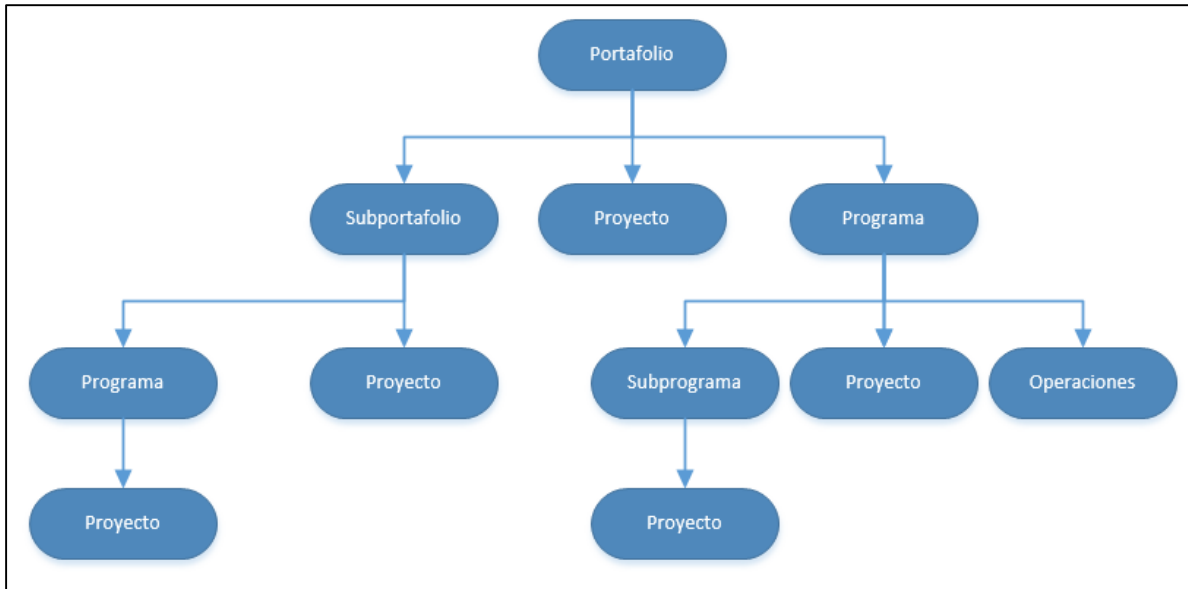 Portafolio
Subportafolio
Proyecto
Programa
Programa
Proyecto
Subprograma
Proyecto
Operaciones
Proyecto
Proyecto